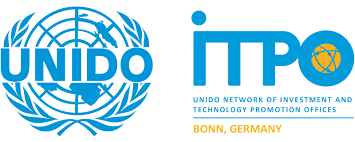 UNIDO
iTPO
UNIDO NETWORK OF INVESTMENT AND
TECHNOLOGY PROMOTION OFFICES
BONN, GERMANY